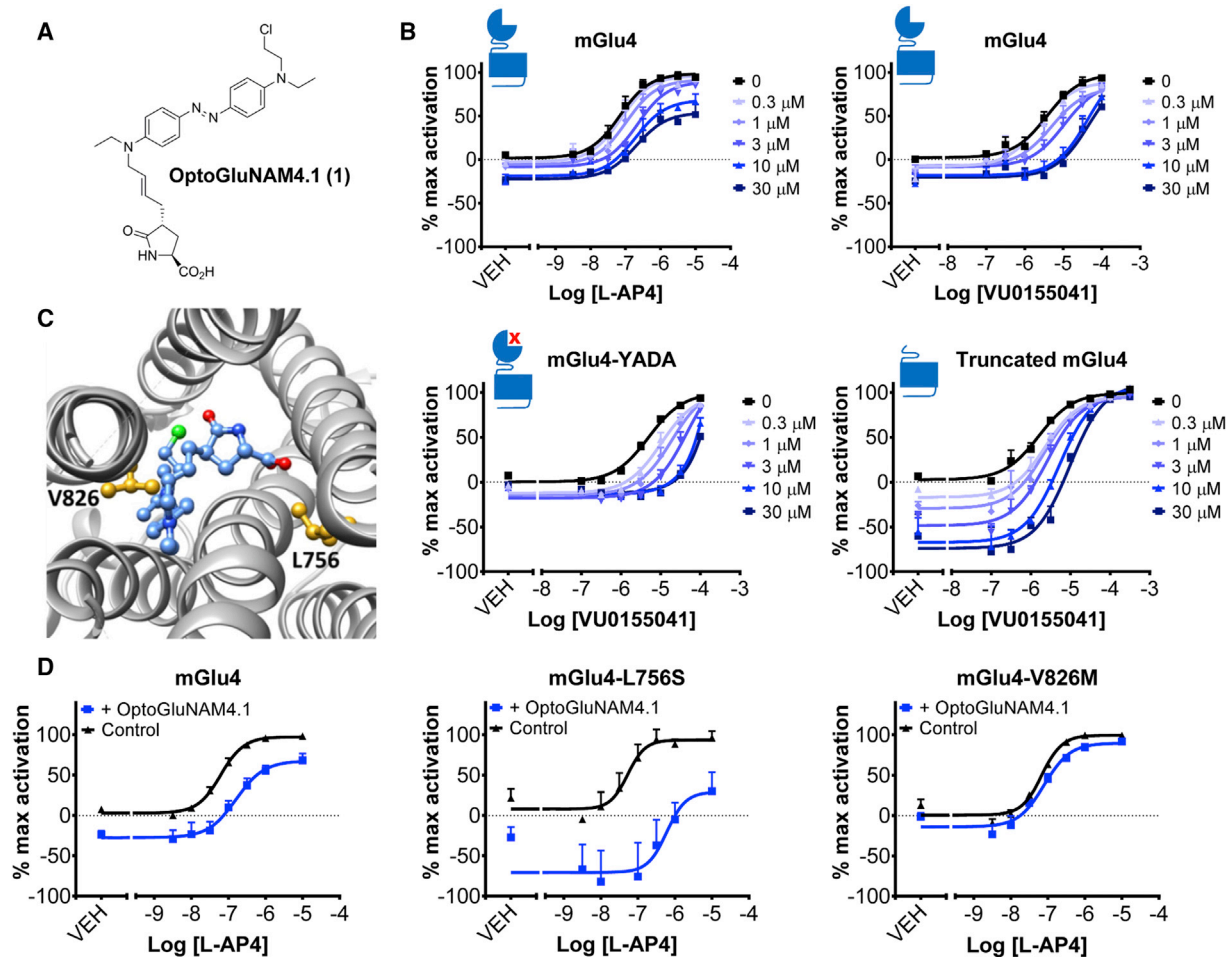 A
Cl
N
N
N
N
OptoGluNAM4.1 (1)
O
HN
CO₂H
B
mGlu4
% max activation
100
50
0
-50
-100
VEH
-9
-8
-7
-6
-5
-4
Log [L-AP4]
0
0.3 µM
1 µM
3 µM
10 µM
30 µM
mGlu4
% max activation
100
50
0
-50
-100
VEH
-8
-7
-6
-5
-4
-3
Log [VU0155041]
0
0.3 µM
1 µM
3 µM
10 µM
30 µM
C
V826
L756
x
mGlu4-YADA
% max activation
100
50
0
-50
-100
VEH
-8
-7
-6
-5
-4
-3
Log [VU0155041]
0
0.3 µM
1 µM
3 µM
10 µM
30 µM
Truncated mGlu4
% max activation
100
50
0
-50
-100
VEH
-8
-7
-6
-5
-4
-3
Log [VU0155041]
0
0.3 µM
1 µM
3 µM
10 µM
30 µM
D
mGlu4
+ OptoGluNAM4.1
Control
% max activation
100
50
0
-50
-100
VEH
-9
-8
-7
-6
-5
-4
Log [L-AP4]
mGlu4-L756S
+ OptoGluNAM4.1
Control
% max activation
100
50
0
-50
-100
VEH
-9
-8
-7
-6
-5
-4
Log [L-AP4]
mGlu4-V826M
+ OptoGluNAM4.1
Control
% max activation
100
50
0
-50
-100
VEH
-9
-8
-7
-6
-5
-4
Log [L-AP4]